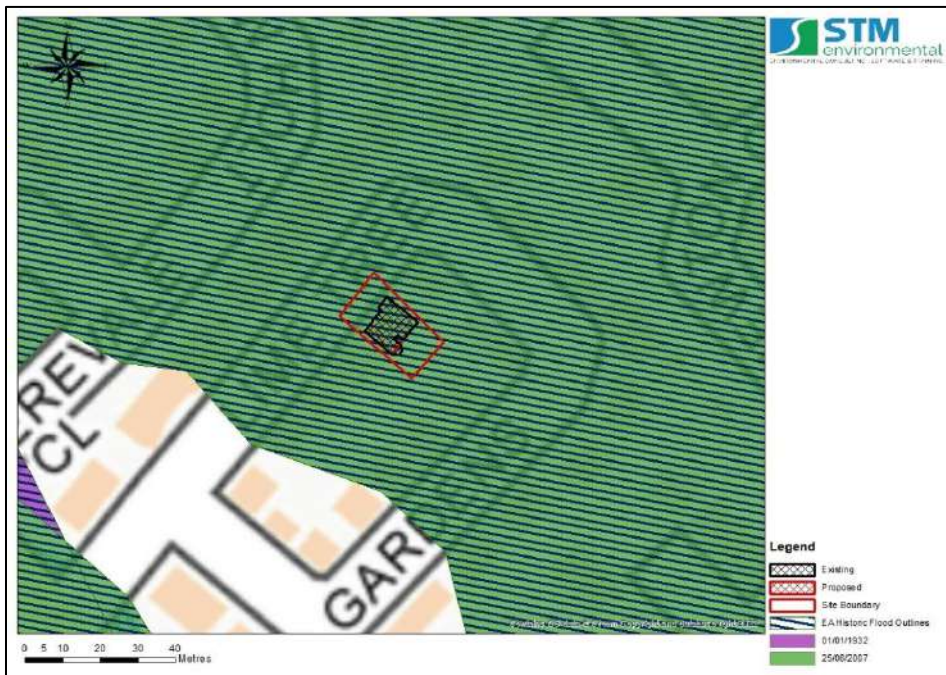 STM
environmental
REV
CL
GAR
Legend
Existing
Proposed
Site Boundary
EA Historic Flood Outlines
01/01/1932
25/06/2007
0 5 10 20 30 40
Metres